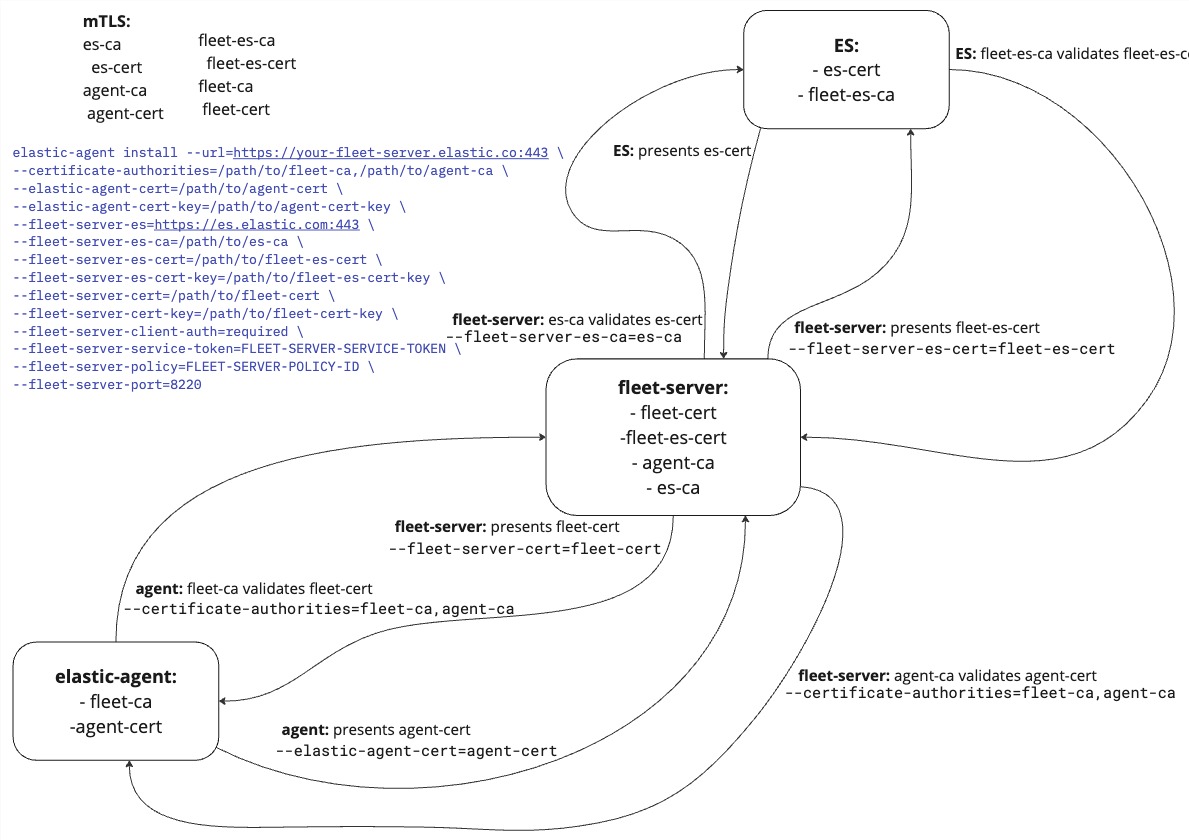 mTLS:
es-ca
es-cert
agent-ca
agent-cert
fleet-es-ca
fleet-es-cert
fleet-ca
fleet-cert
elastic-agent install --url=https://your-fleet-server.elastic.co:443 \
--certificate-authorities=/path/to/fleet-ca,/path/to/agent-ca \
--elastic-agent-cert=/path/to/agent-cert \
--elastic-agent-cert-key=/path/to/agent-cert-key \
--fleet-server-es=https://es.elastic.com:443 \
--fleet-server-es-ca=/path/to/es-ca \
--fleet-server-es-cert=/path/to/fleet-es-cert \
--fleet-server-es-cert-key=/path/to/fleet-es-cert-key \
--fleet-server-cert=/path/to/fleet-cert \
--fleet-server-cert-key=/path/to/fleet-cert-key \
--fleet-server-client-auth=required \
--fleet-server-service-token=FLEET-SERVER-SERVICE-TOKEN \
--fleet-server-policy=FLEET-SERVER-POLICY-ID \
--fleet-server-port=8220
ES:
- es-cert
- fleet-es-ca
ES: fleet-es-ca validates fleet-es-c
ES: presents es-cert
fleet-server: es-ca validates es-cert
--fleet-server-es-ca=es-ca
fleet-server: presents fleet-es-cert
--fleet-server-es-cert=fleet-es-cert
fleet-server:
- fleet-cert
-fleet-es-cert
- agent-ca
- es-ca
fleet-server: presents fleet-cert
--fleet-server-cert=fleet-cert
agent: fleet-ca validates fleet-cert
--certificate-authorities=fleet-ca,agent-ca
elastic-agent:
- fleet-ca
-agent-cert
agent: presents agent-cert
--elastic-agent-cert=agent-cert
fleet-server: agent-ca validates agent-cert
--certificate-authorities=fleet-ca,agent-ca